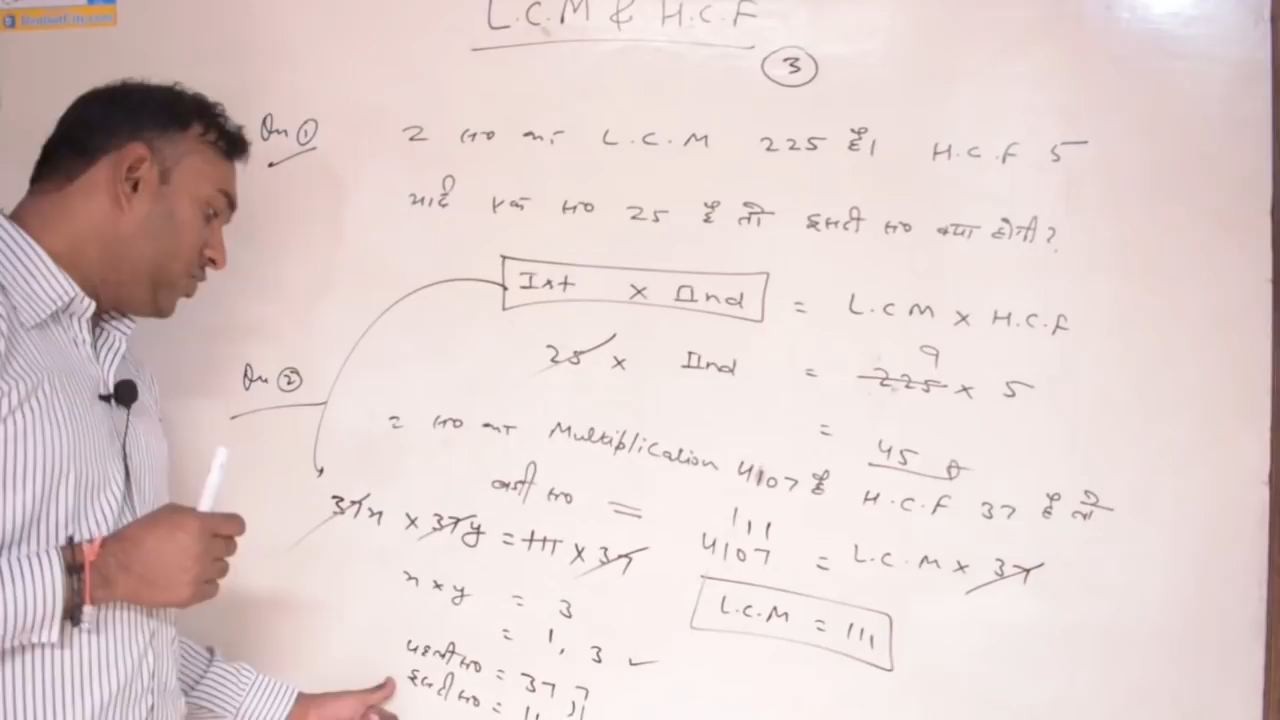 L.C.M & H.C.F
3
Qu ① 2 सं० का L.C.M 225 है। H.C.F 5
यदि एक सं० 25 है तो दूसरी सं० क्या होगी?
Ist × IInd = L.C.M × H.C.F
9
25 × IInd = 225 × 5
= 45
Qu ②
2 सं० का Multiplication 4107 है H.C.F 37 है तो
बड़ी सं० =
111
4107 = L.C.M × 37
37x × 37y = 111 × 37
L.C.M = 111
x × y = 3
= 1, 3 ✓
पहली सं० = 37
दूसरी सं० = 11